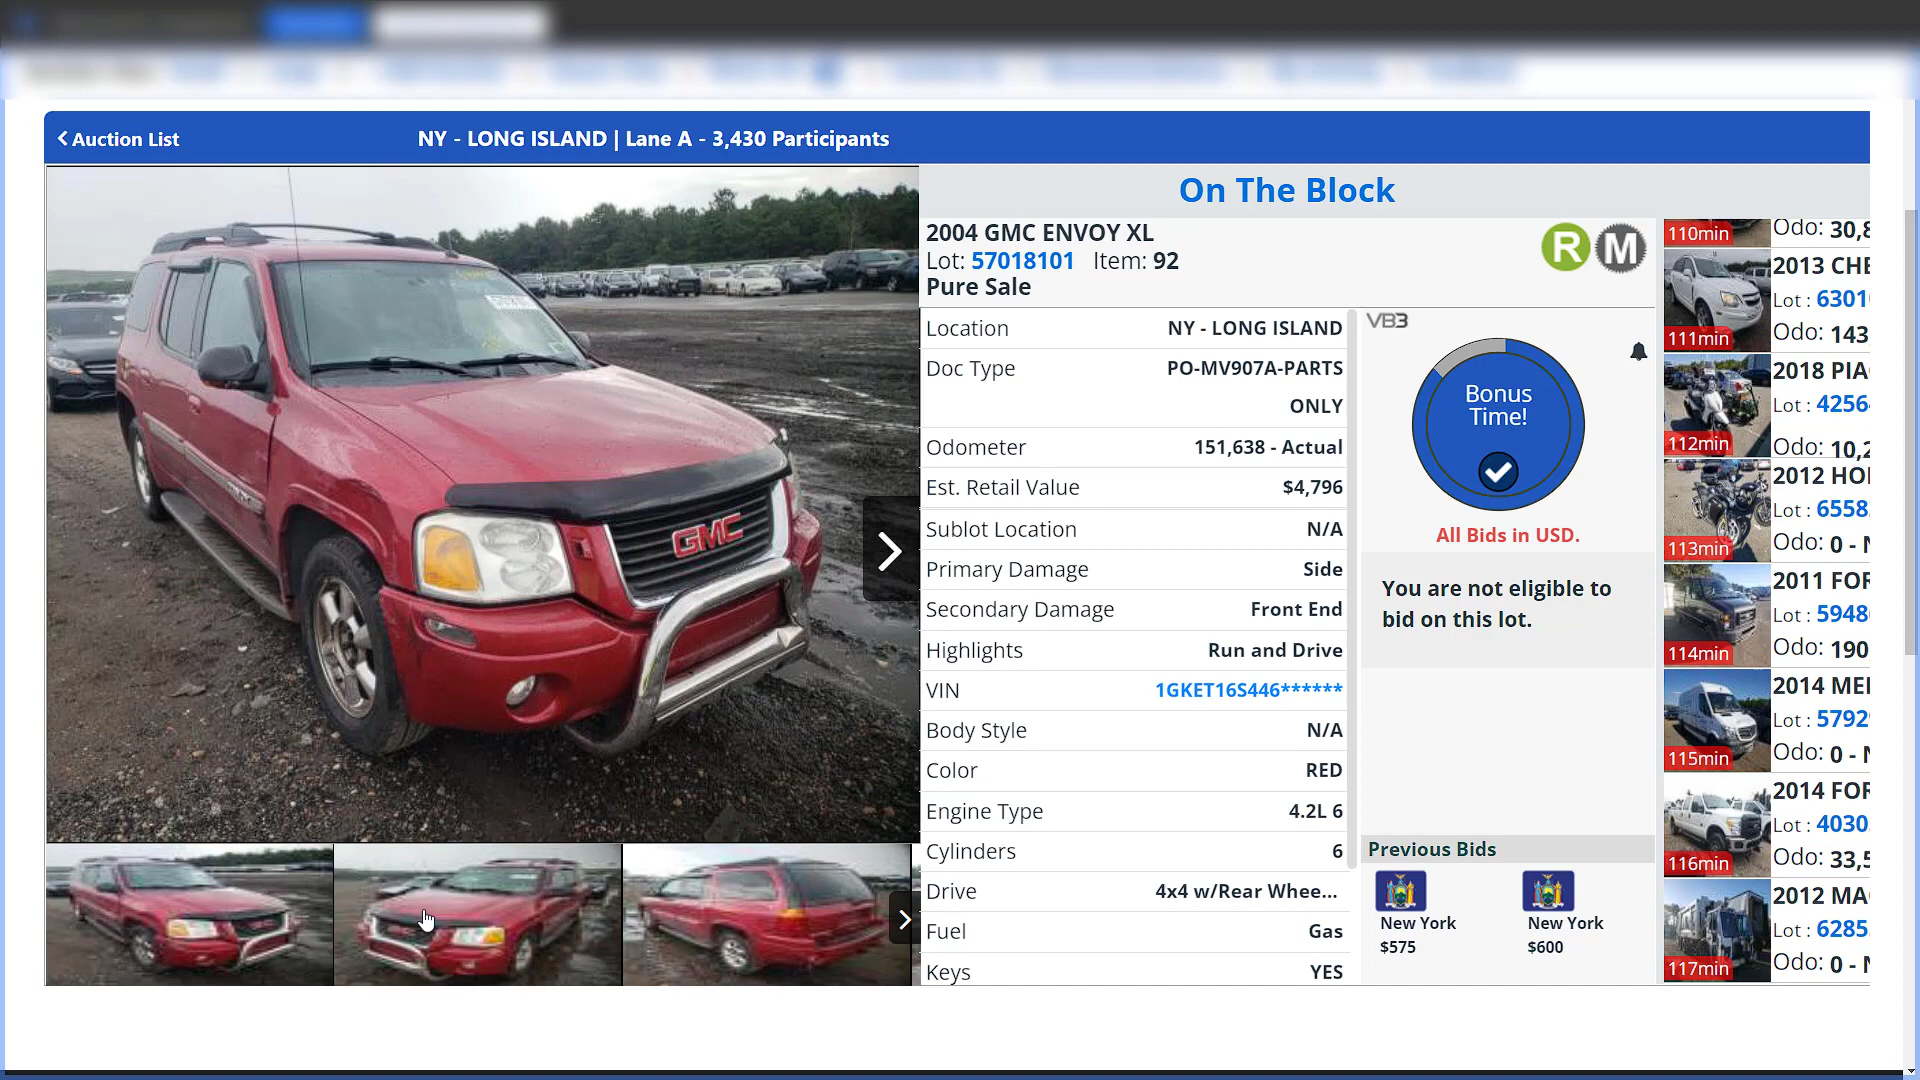 Auction List
NY - LONG ISLAND | Lane A - 3,430 Participants
On The Block
2004 GMC ENVOY XL
Lot: 57018101 Item: 92
Pure Sale
R M
Location NY - LONG ISLAND
Doc Type PO-MV907A-PARTS
ONLY
Odometer 151,638 - Actual
Est. Retail Value $4,796
Sublot Location N/A
Primary Damage Side
Secondary Damage Front End
Highlights Run and Drive
VIN 1GKET16S446******
Body Style N/A
Color RED
Engine Type 4.2L 6
Cylinders 6
Drive 4x4 w/Rear Whee...
Fuel Gas
Keys YES
VB3
Bonus
Time!
All Bids in USD.
You are not eligible to
bid on this lot.
Previous Bids
New York New York
$575 $600
110min Odo: 30,8
2013 CHE
Lot : 6301
111min Odo: 143
2018 PIA
Lot : 4256
112min Odo: 10,2
2012 HO
Lot : 6558
113min Odo: 0 -
2011 FOR
Lot : 5948
114min Odo: 190
2014 ME
Lot : 5792
115min Odo: 0 -
2014 FOR
Lot : 4030
116min Odo: 33,5
2012 MA
Lot : 6285
117min Odo: 0 -
GMC